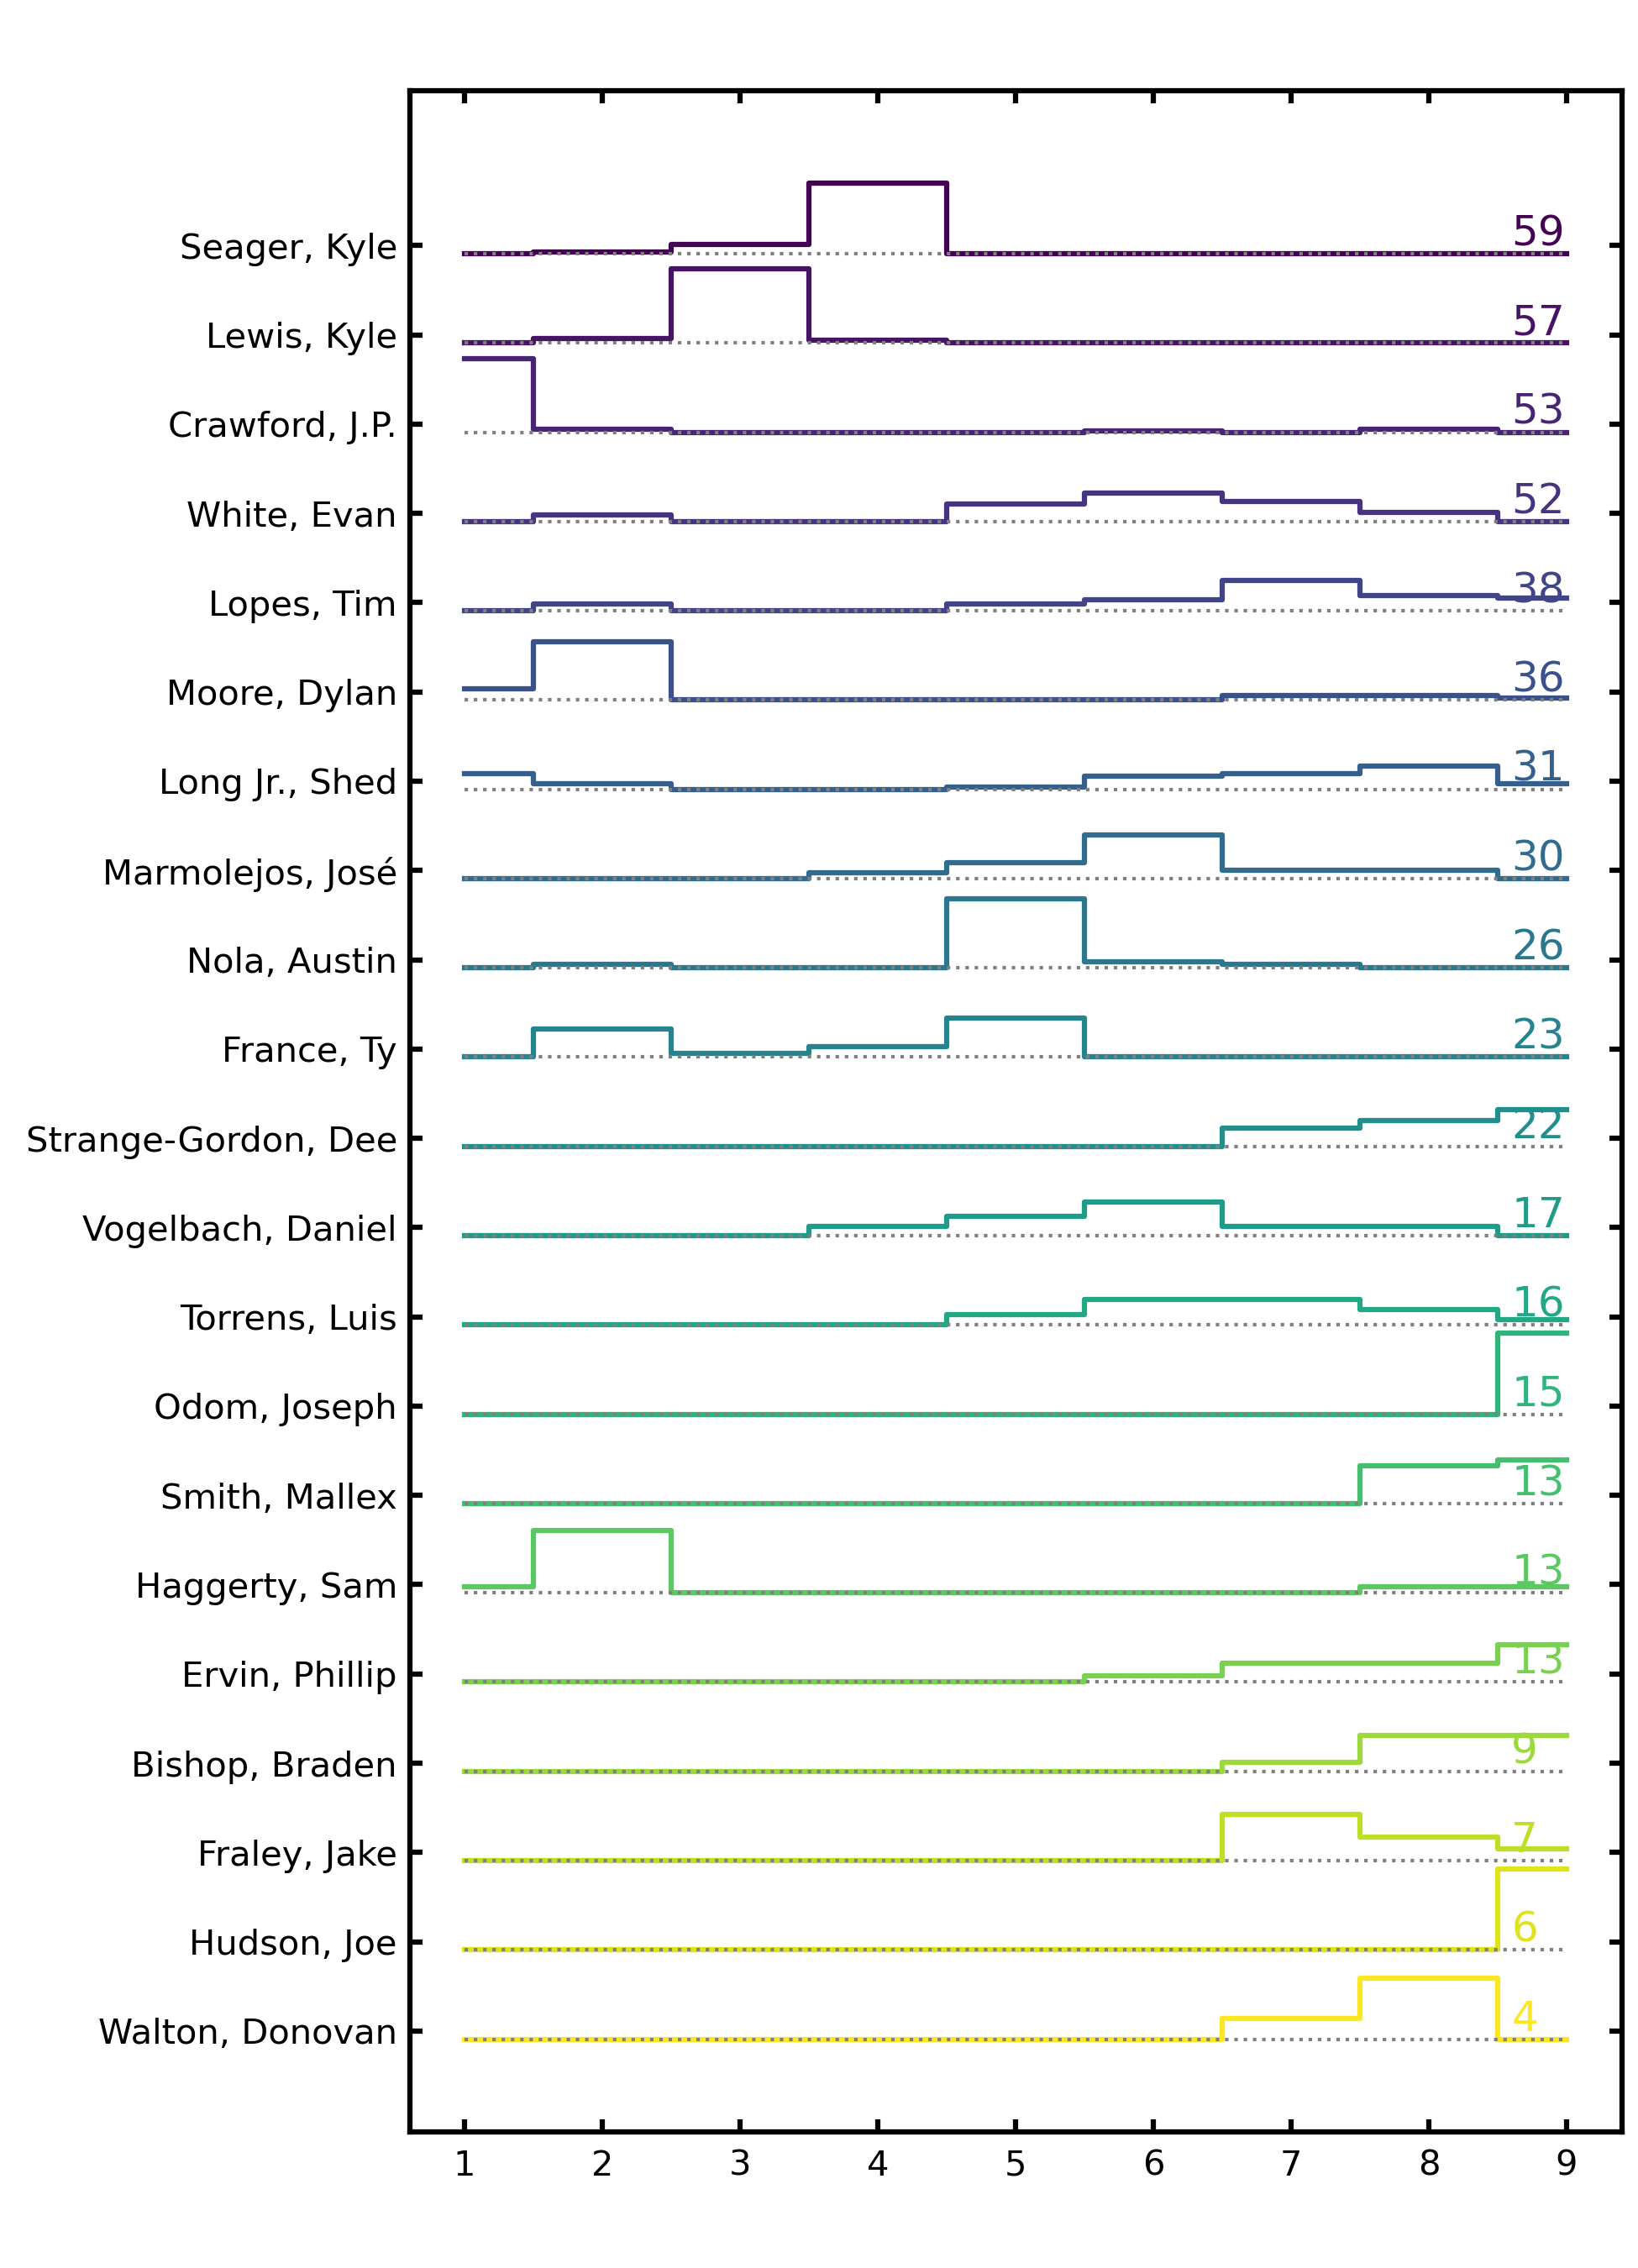 Seager, Kyle 59
Lewis, Kyle 57
Crawford, J.P. 53
White, Evan 52
Lopes, Tim 38
Moore, Dylan 36
Long Jr., Shed 31
Marmolejos, José 30
Nola, Austin 26
France, Ty 23
Strange-Gordon, Dee 22
Vogelbach, Daniel 17
Torrens, Luis 16
Odom, Joseph 15
Smith, Mallex 13
Haggerty, Sam 13
Ervin, Phillip 13
Bishop, Braden 9
Fraley, Jake 7
Hudson, Joe 6
Walton, Donovan 4
1 2 3 4 5 6 7 8 9